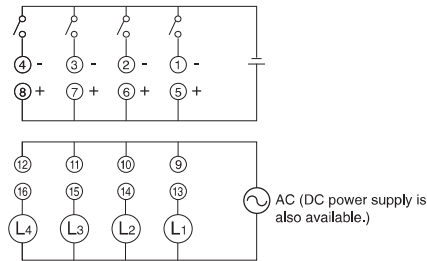 4 - 3 - 2 - 1 -
8 + 7 + 6 + 5 +
12 11 10 9
16 15 14 13
AC (DC power supply is
also available.)
L4 L3 L2 L1